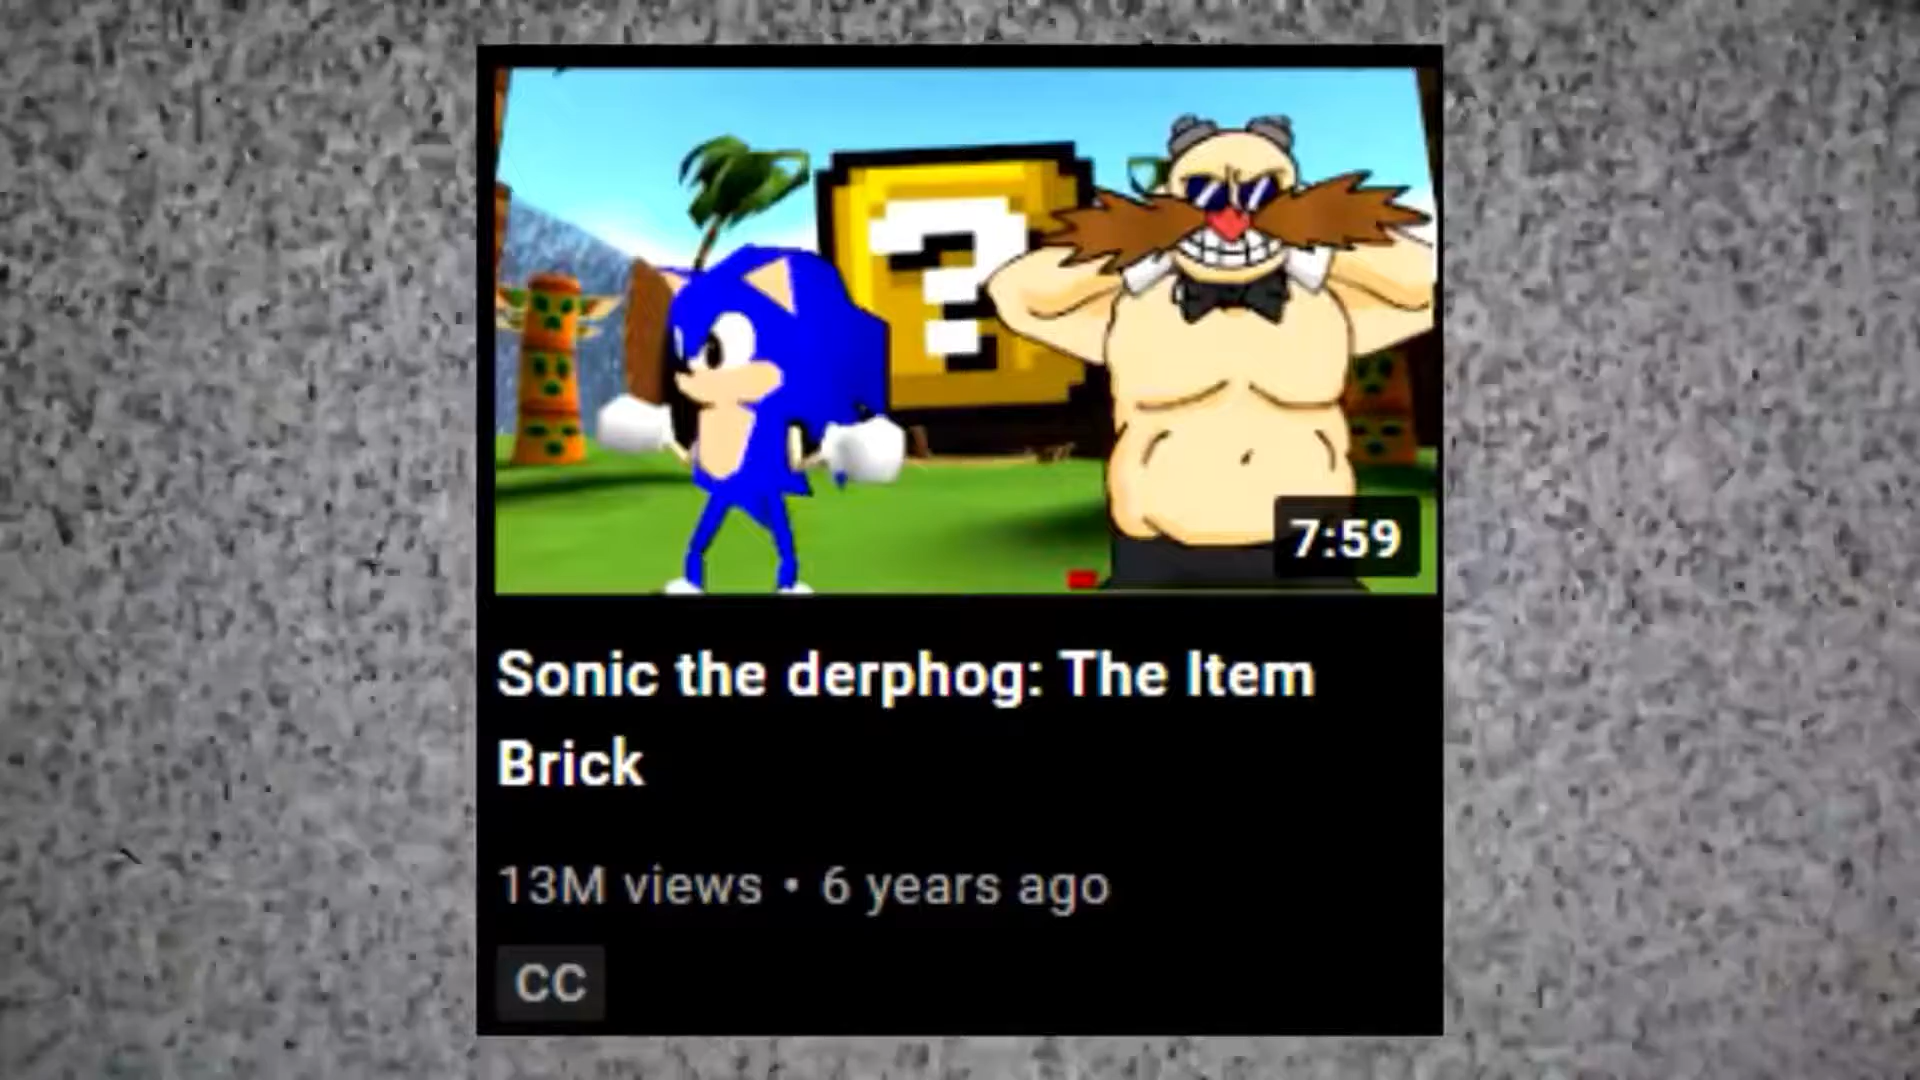 ?
7:59
Sonic the derphog: The Item
Brick
13M views • 6 years ago
CC